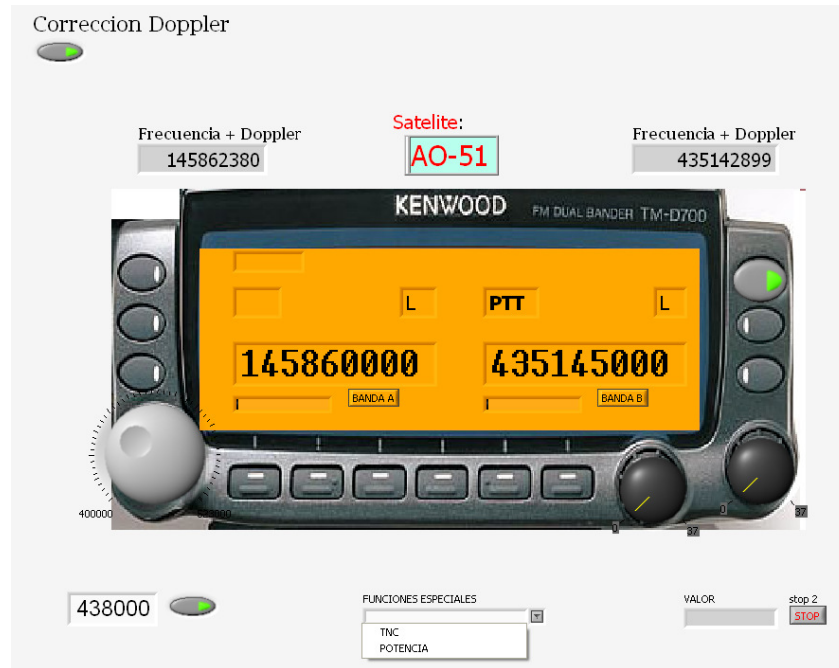 Correccion Doppler
Satelite:
Frecuencia + Doppler
Frecuencia + Doppler
145862380
AO-51
435142899
KENWOOD FM DUAL BANDER TM-D700
L PTT L
145860000 435145000
BANDA A BANDA B
400000
0 37
0 37
438000
FUNCIONES ESPECIALES
VALOR
stop 2
STOP
TNC
POTENCIA